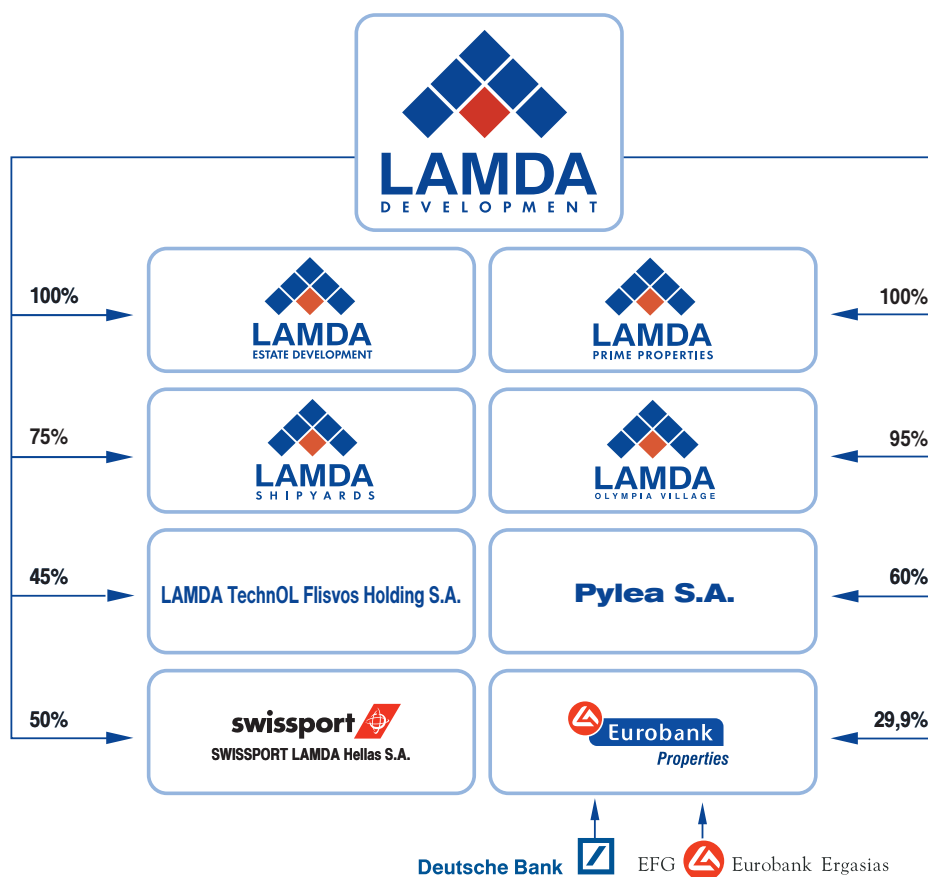 LAMDA
DEVELOPMENT
100%
LAMDA
ESTATE DEVELOPMENT
LAMDA
PRIME PROPERTIES
100%
75%
LAMDA
SHIPYARDS
LAMDA
OLYMPIA VILLAGE
95%
45%
LAMDA TechnOL Flisvos Holding S.A.
Pylea S.A.
60%
50%
swissport
SWISSPORT LAMDA Hellas S.A.
Eurobank
Properties
29,9%
Deutsche Bank
EFG Eurobank Ergasias